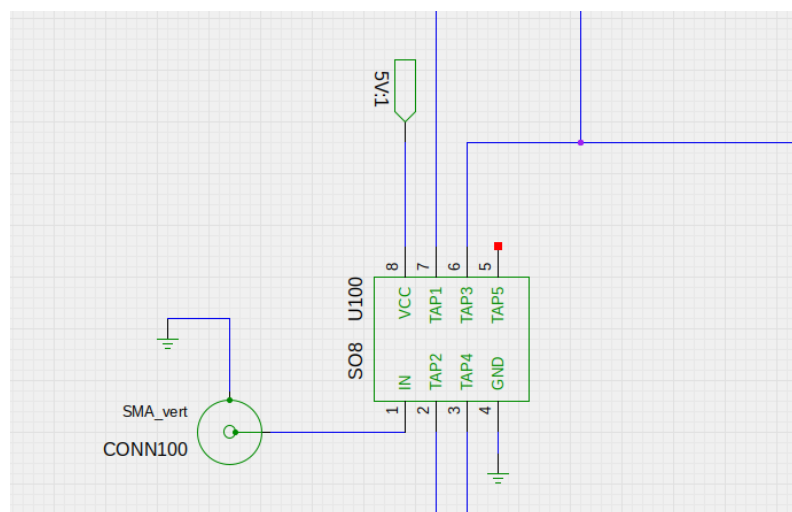 5V:1
8
7
6
5
U100
VCC
TAP1
TAP3
TAP5
SO8
IN
TAP2
TAP4
GND
1
2
3
4
SMA_vert
CONN100